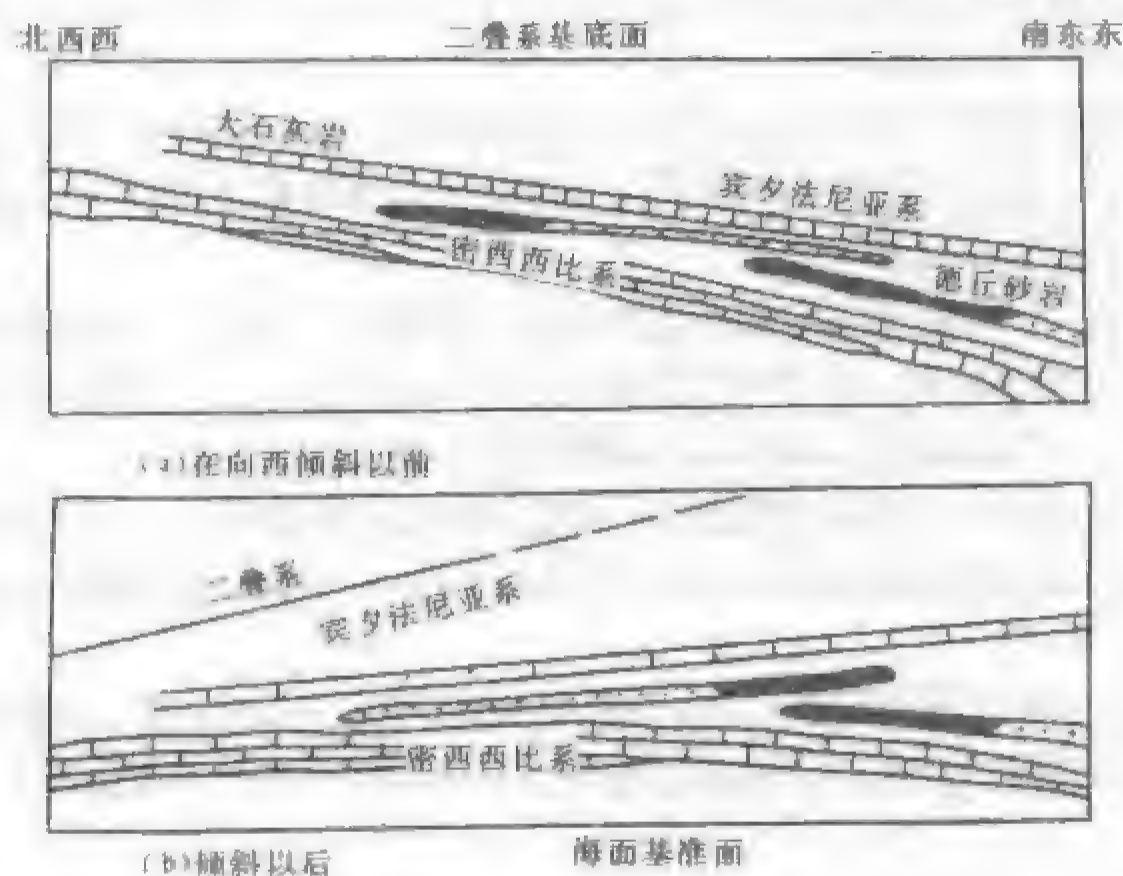 北西西 二叠系基底面 南东东
大石灰岩
宾夕法尼亚系
密西西比系
砂岩
(a)在向西倾斜以前
二叠系
宾夕法尼亚系
密西西比系
(b)倾斜以后 海面基准面